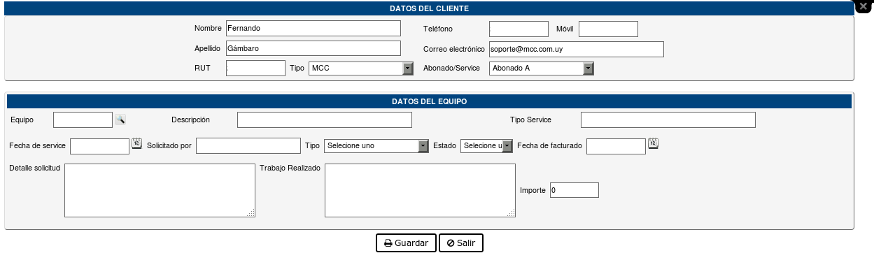 DATOS DEL CLIENTE
Nombre Fernando Teléfono Móvil
Apellido Gámbaro Correo electrónico soporte@mcc.com.uy
RUT Tipo MCC Abonado/Service Abonado A
DATOS DEL EQUIPO
Equipo Descripción Tipo Service
Fecha de service Solicitado por Tipo Selecione uno Estado Selecione u Fecha de facturado
Detalle solicitud Trabajo Realizado
Importe 0
Guardar Salir